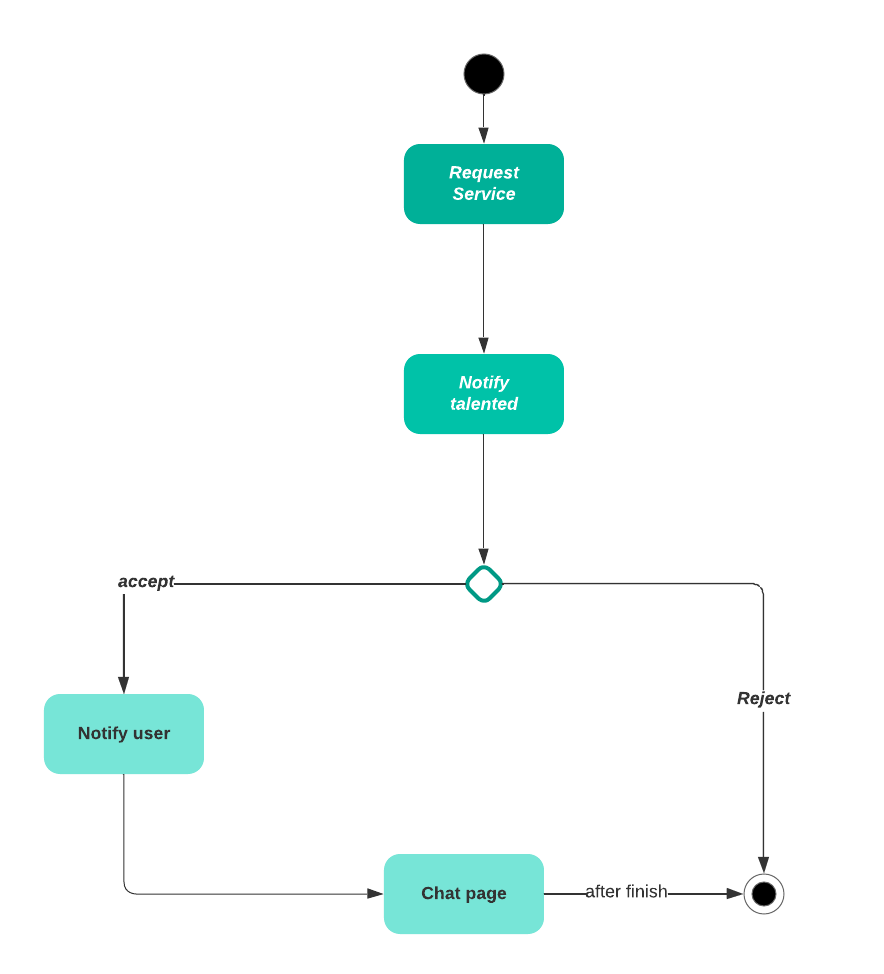 Request
Service
Notify
talented
accept
Reject
Notify user
Chat page
after finish